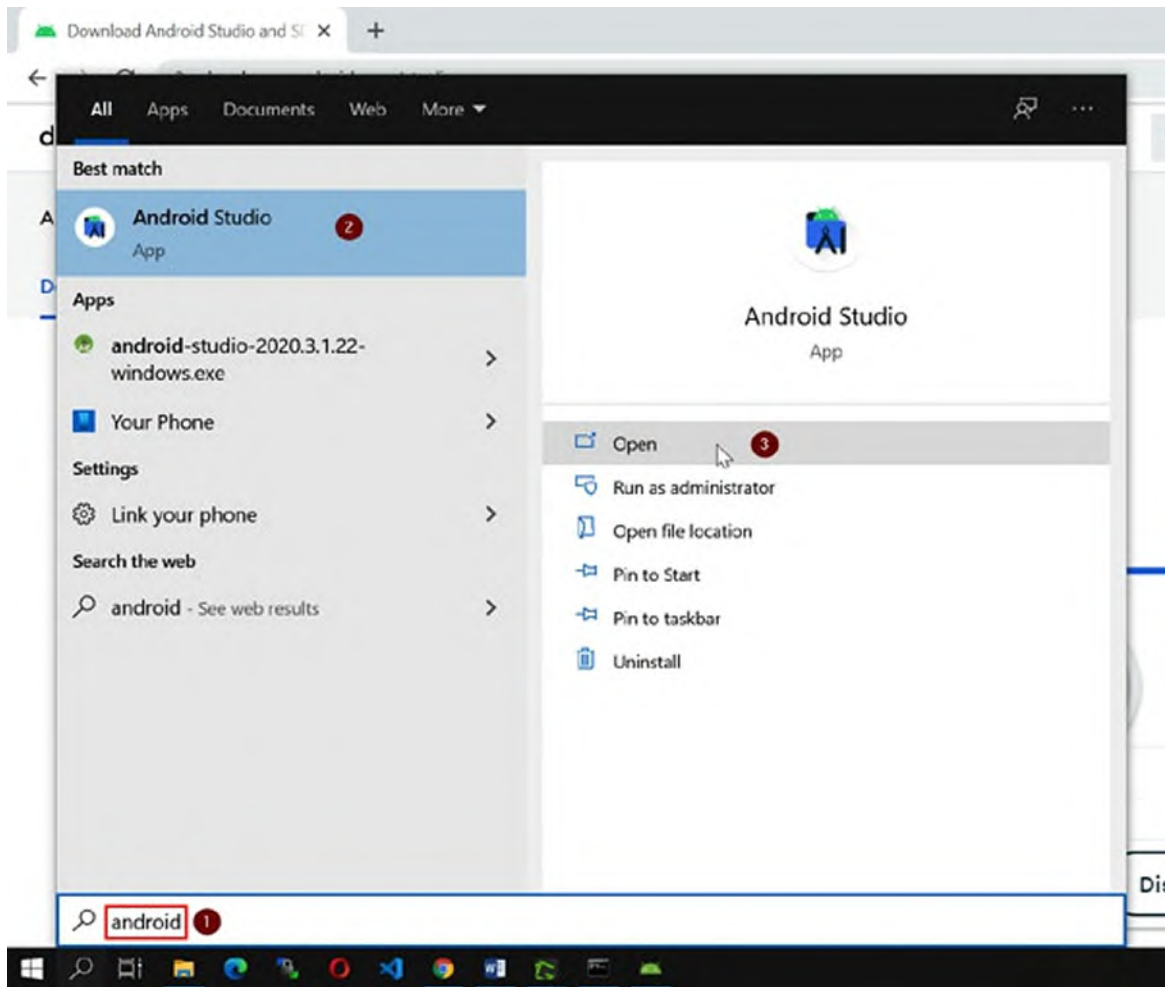 Download Android Studio and S
All Apps Documents Web More
Best match
Android Studio
2
App
Apps
android-studio-2020.3.1.22-
windows.exe
Your Phone
Settings
Link your phone
Search the web
android - See web results
Android Studio
App
Open
3
Run as administrator
Open file location
Pin to Start
Pin to taskbar
Uninstall
android 1